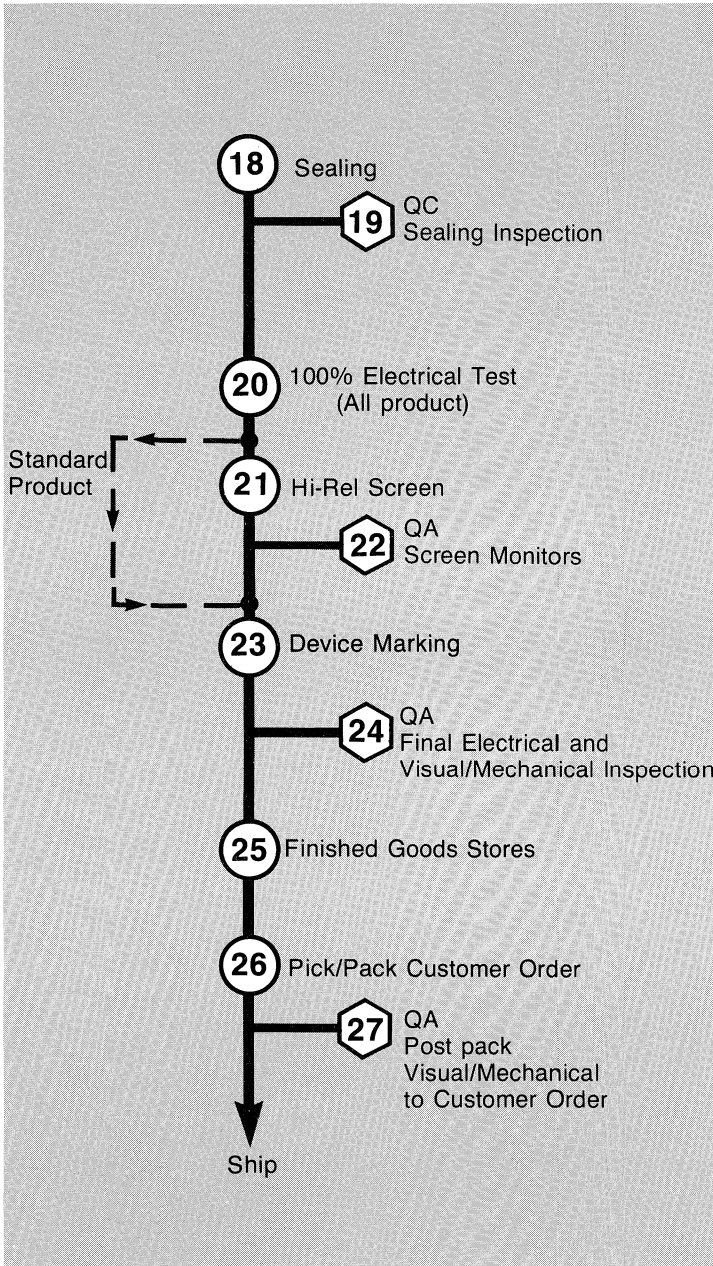 18 Sealing
19 QC
Sealing Inspection
20 100% Electrical Test
(All product)
Standard
Product
21 Hi-Rel Screen
22 QA
Screen Monitors
23 Device Marking
24 QA
Final Electrical and
Visual/Mechanical Inspection
25 Finished Goods Stores
26 Pick/Pack Customer Order
27 QA
Post pack
Visual/Mechanical
to Customer Order
Ship